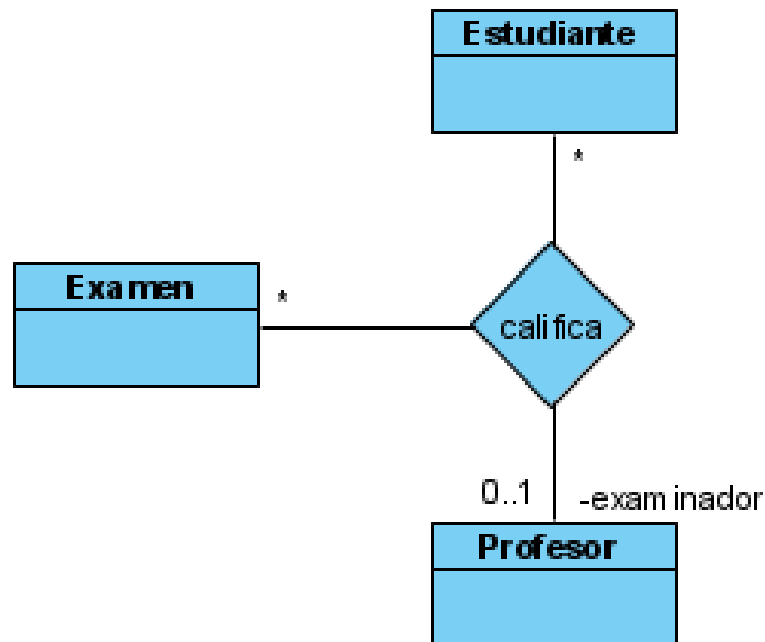 Estudiante
*
Examen
*
califica
0..1
-examinador
Profesor